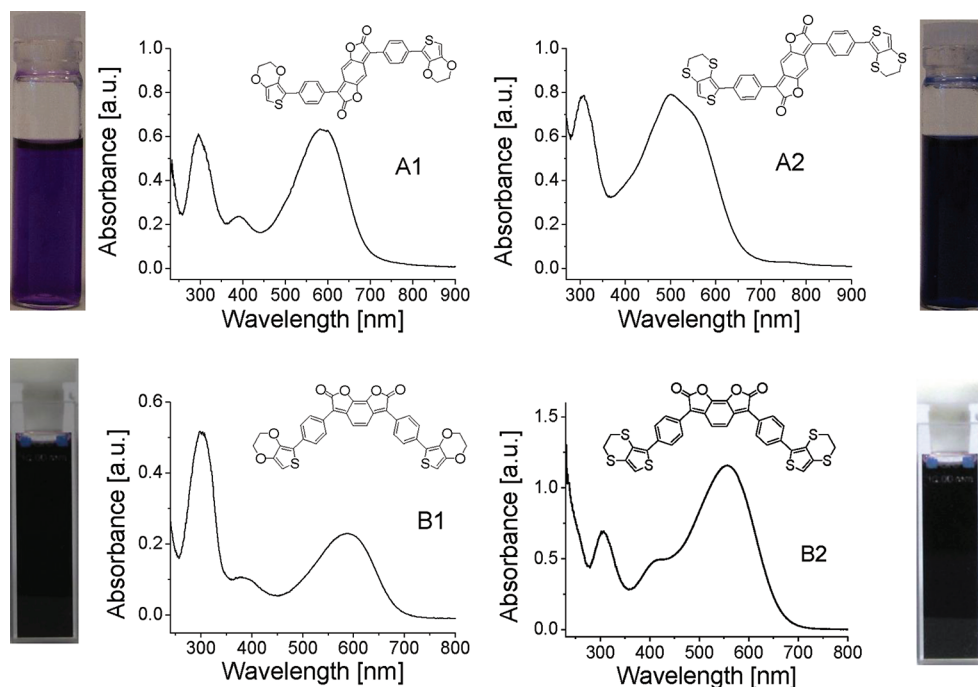 1.0
0.8
0.6
0.4
0.2
0.0
300 400 500 600 700 800 900
Wavelength [nm]
Absorbance [a.u.]
A1
O O O O S
O O O O S
1.0
0.8
0.6
0.4
0.2
0.0
300 400 500 600 700 800 900
Wavelength [nm]
Absorbance [a.u.]
A2
O O O O S S S
S S S
0.6
0.4
0.2
0.0
300 400 500 600 700 800
Wavelength [nm]
Absorbance [a.u.]
B1
O O O O
O O S S O O
1.5
1.0
0.5
0.0
300 400 500 600 700 800
Wavelength [nm]
Absorbance [a.u.]
B2
O O O O
S S S S S S